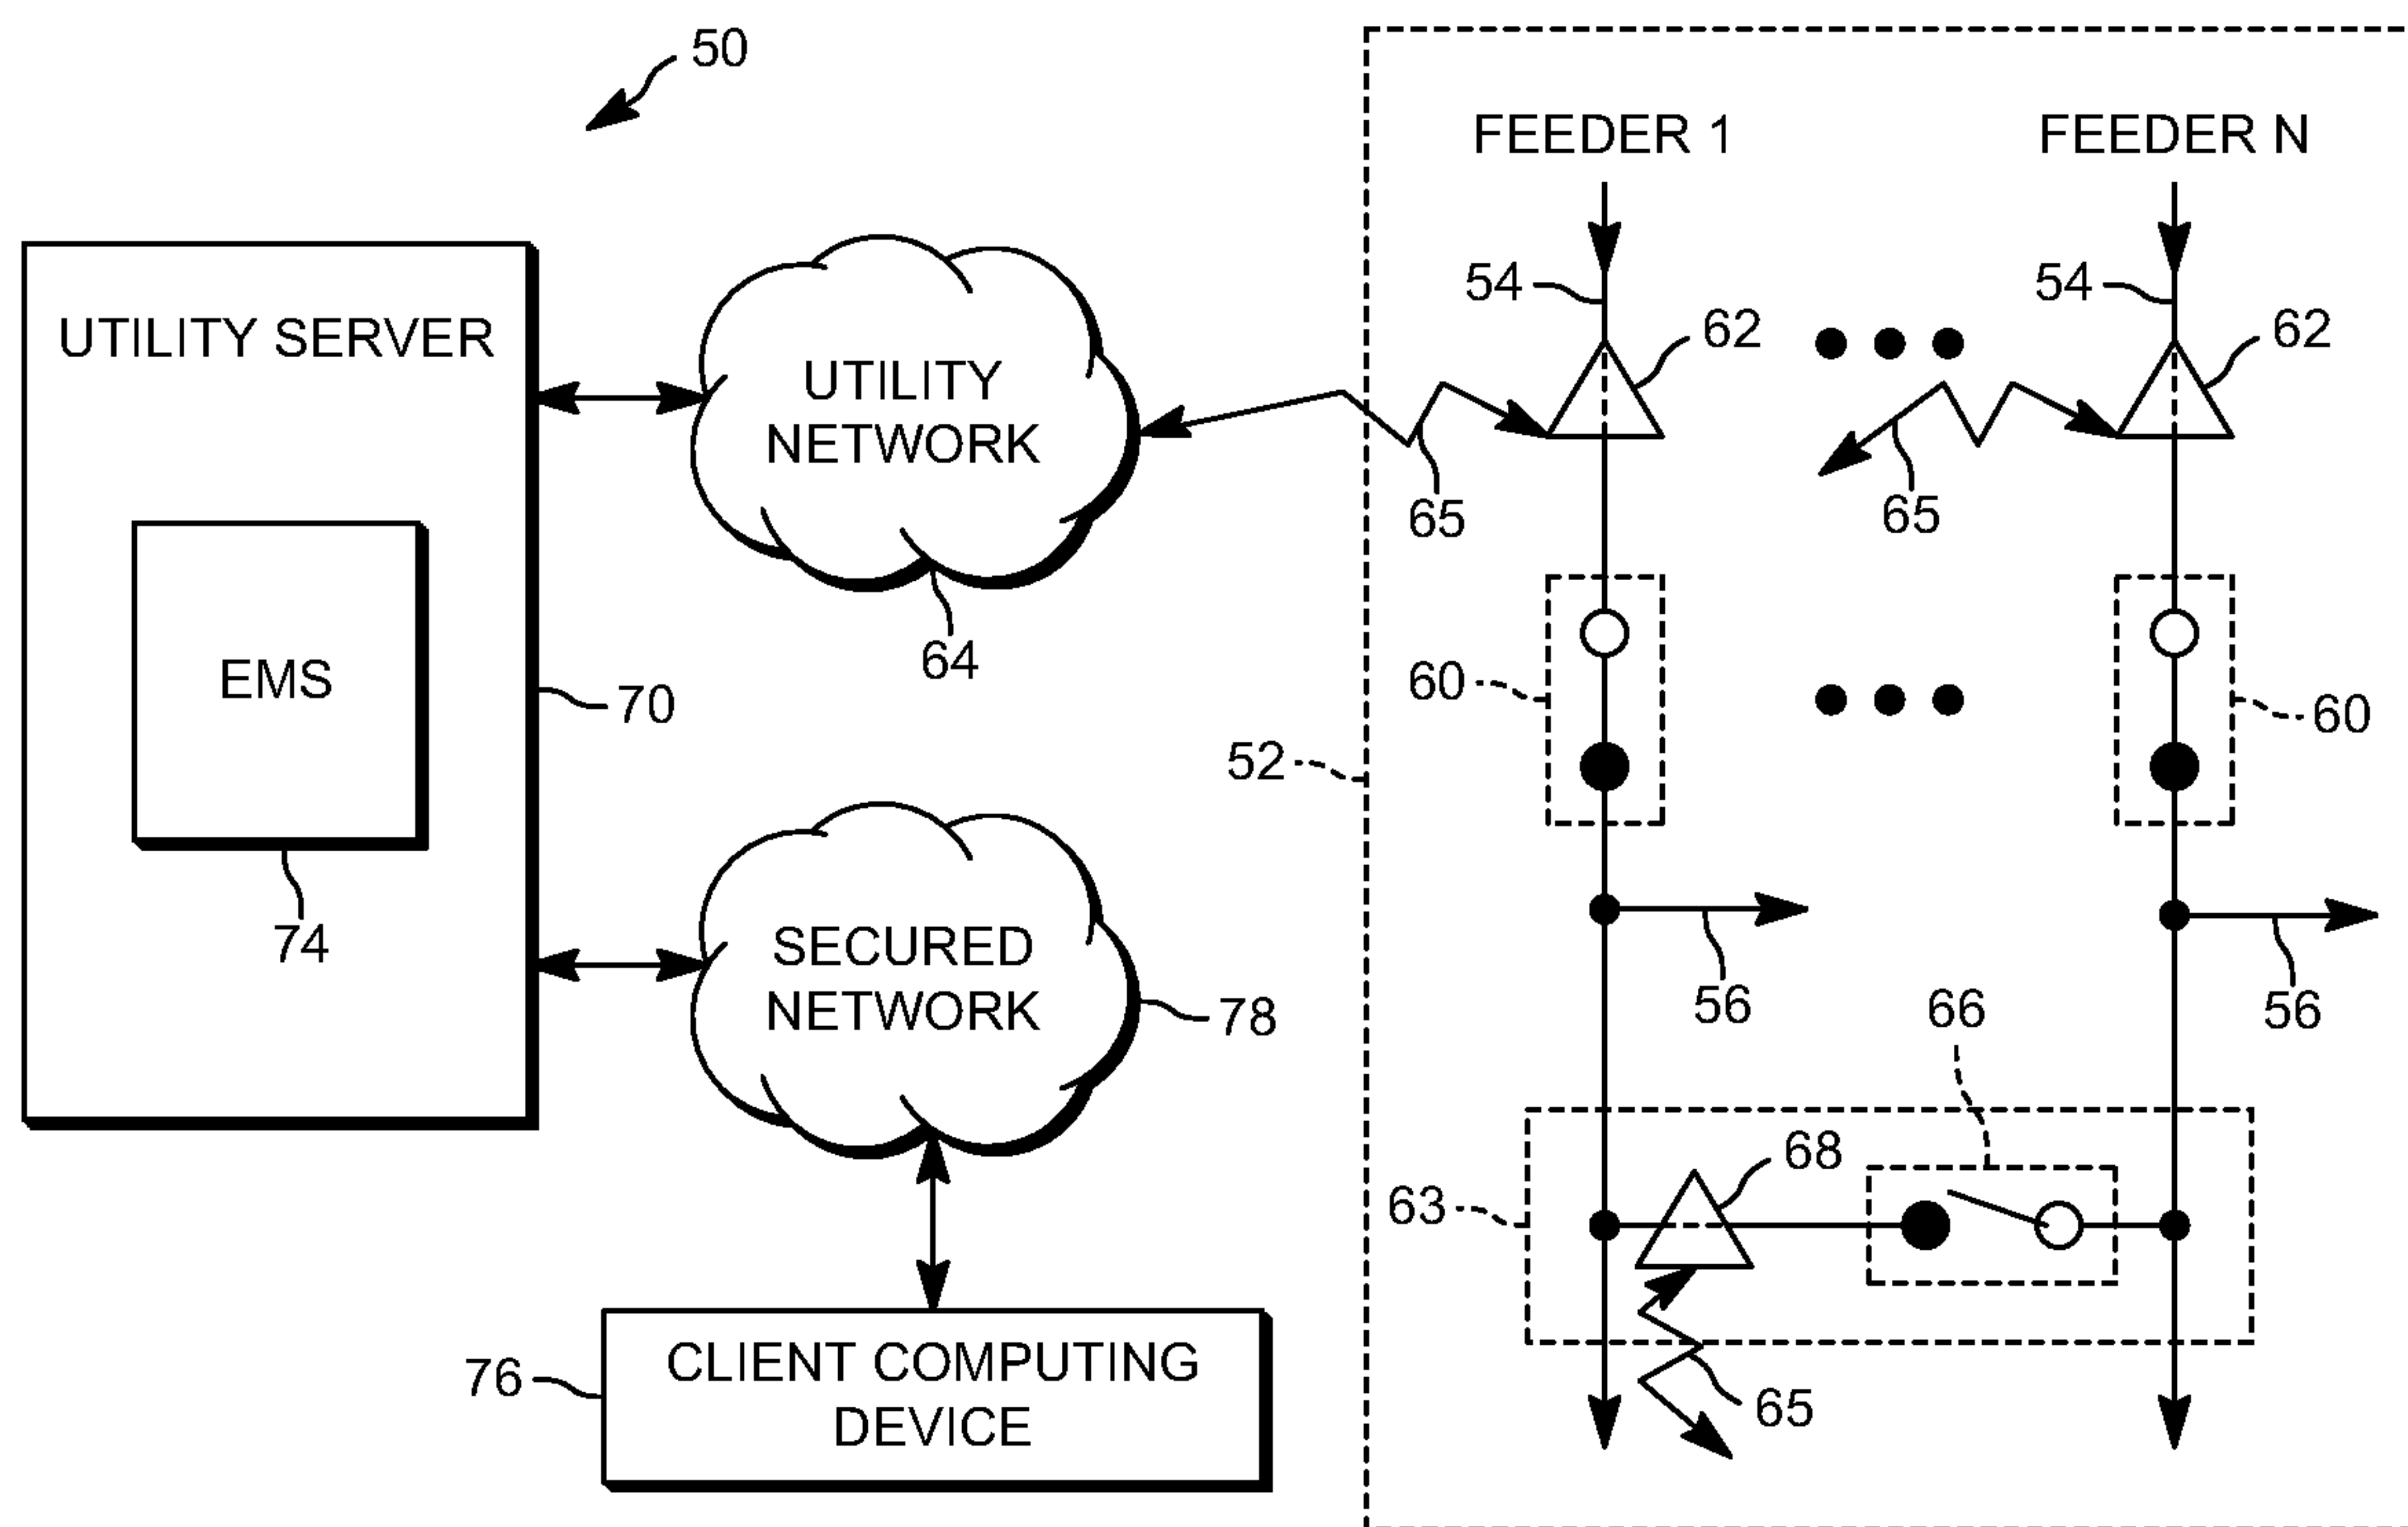 50
FEEDER 1
FEEDER N
54
62
54
62
UTILITY SERVER
UTILITY
NETWORK
65
65
64
EMS
70
60
60
52
74
SECURED
NETWORK
78
56
56
66
68
63
76
CLIENT COMPUTING
DEVICE
65